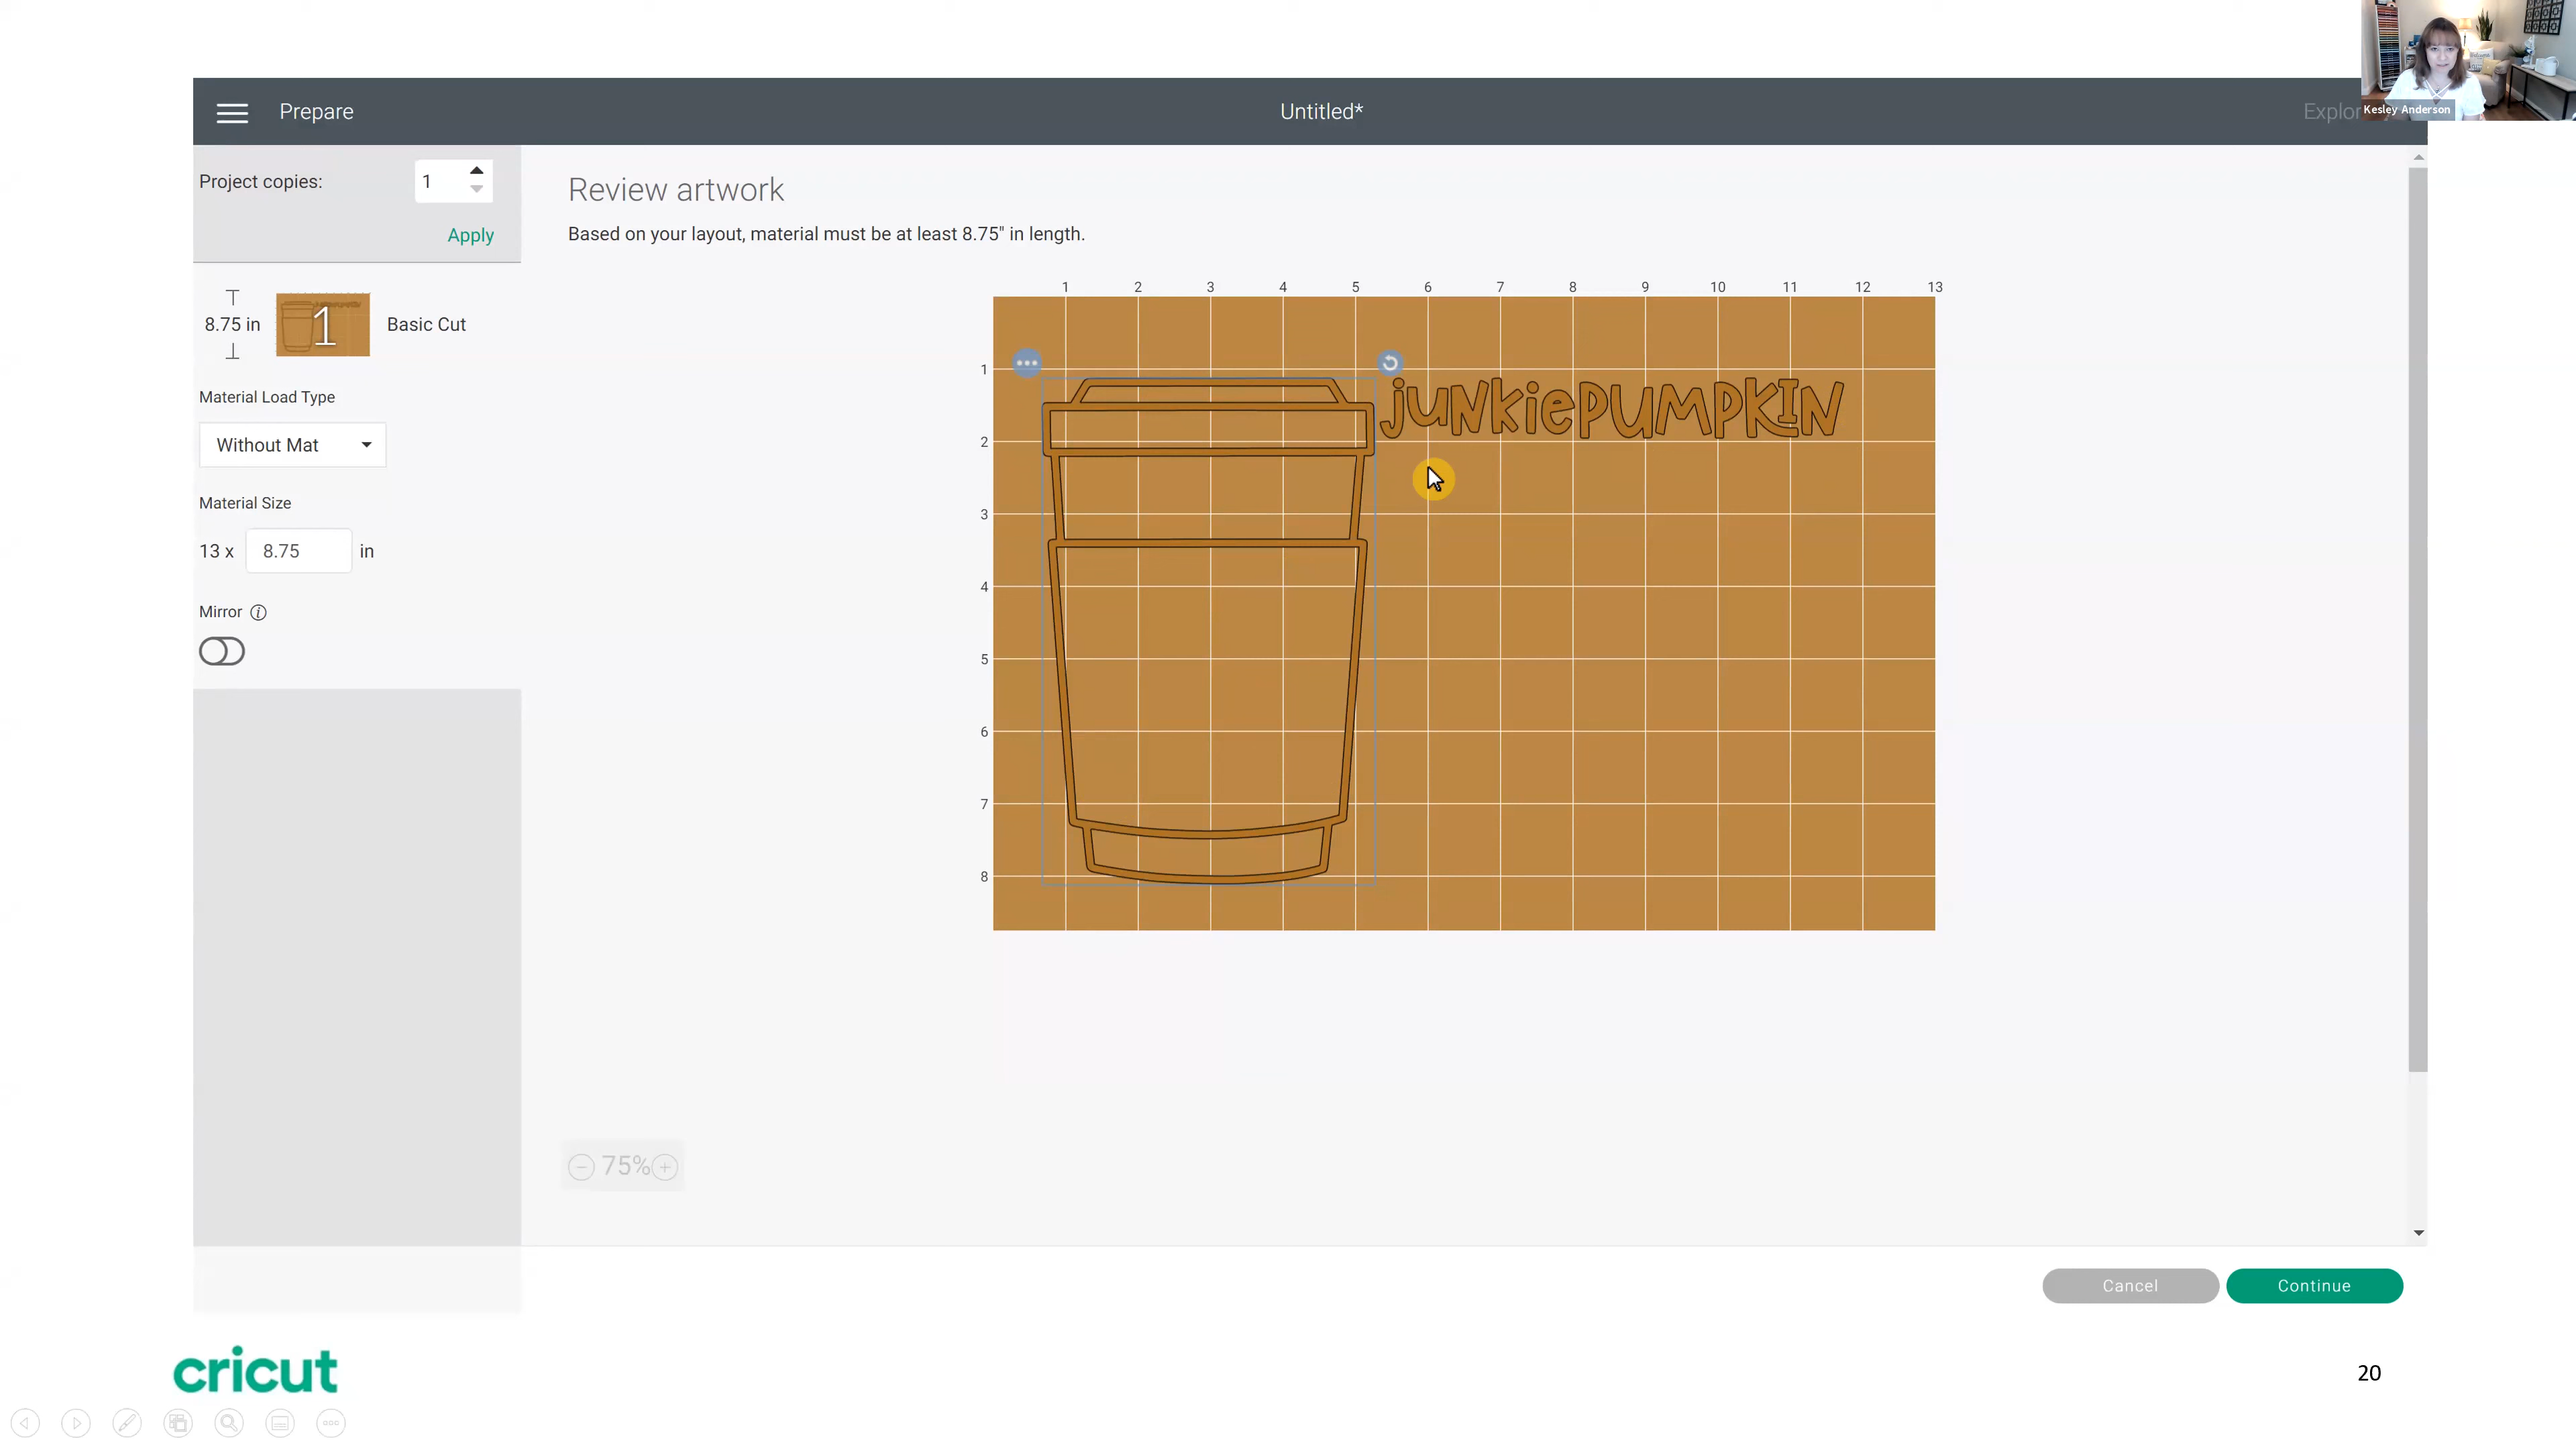 Prepare
Untitled*
Explor
Kesley Anderson
Project copies:
1
Apply
Review artwork
Based on your layout, material must be at least 8.75" in length.
8.75 in
1
Basic Cut
Material Load Type
Without Mat
Material Size
13 x
8.75
in
Mirror
1 2 3 4 5 6 7 8 9 10 11 12 13
1
2
3
4
5
6
7
8
junkiePUMPKIN
75%
Cancel
Continue
cricut
20